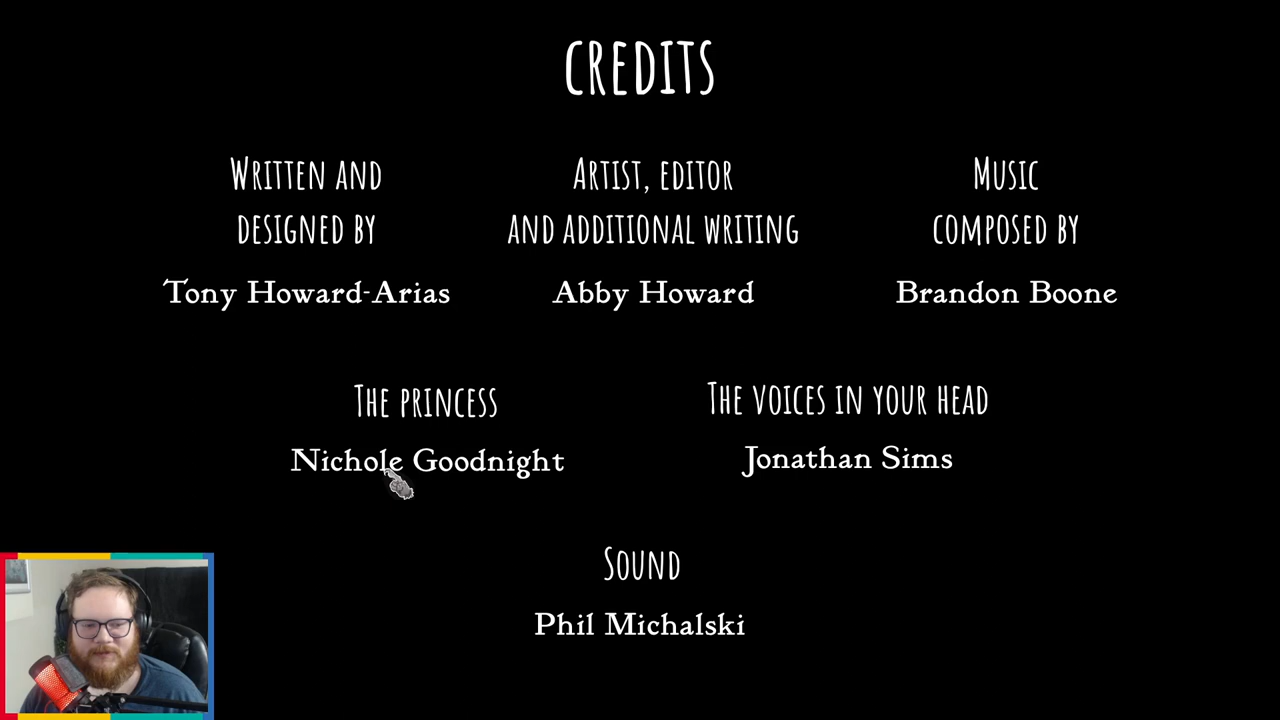 CREDITS
WRITTEN AND
DESIGNED BY
Tony Howard-Arias
ARTIST, EDITOR
AND ADDITIONAL WRITING
Abby Howard
MUSIC
COMPOSED BY
Brandon Boone
THE PRINCESS
Nichole Goodnight
THE VOICES IN YOUR HEAD
Jonathan Sims
SOUND
Phil Michalski